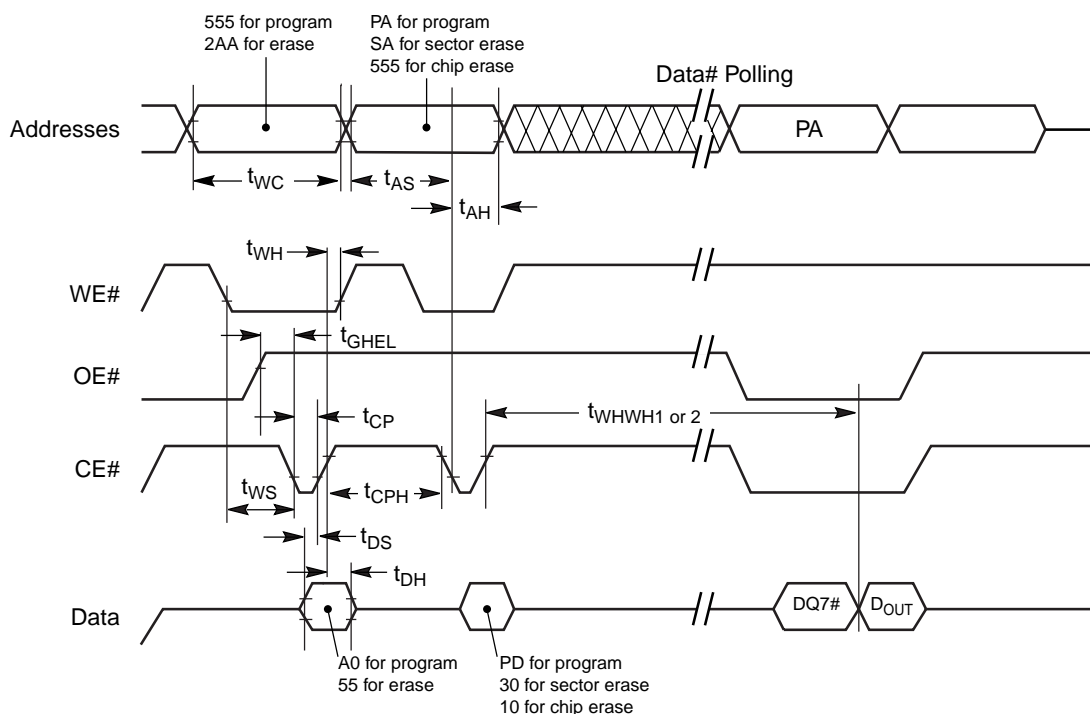 555 for program
2AA for erase
PA for program
SA for sector erase
555 for chip erase
Data# Polling
Addresses
PA
tWC
tAS
tAH
tWH
WE#
tGHEL
OE#
tWHWH1 or 2
tCP
CE#
tWS
tCPH
tDS
tDH
Data
DQ7#
DOUT
A0 for program
55 for erase
PD for program
30 for sector erase
10 for chip erase